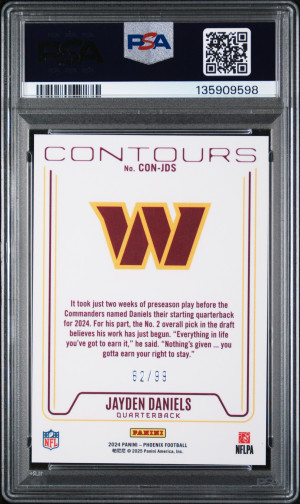 PSA
135909598
CONTOURS
No. CON-JDS
W
It took just two weeks of preseason play before the
Commanders named Daniels their starting quarterback
for 2024. For his part, the No. 2 overall pick in the draft
believes his work has just begun. “Everything in life
you’ve got to earn it,” he said. “Nothing’s given ... you
gotta earn your right to stay.”
62/99
PANINI
JAYDEN DANIELS
QUARTERBACK
NFL
2024 PANINI – PHOENIX FOOTBALL
帕尼尼 © 2025 Panini America, Inc.
NFLPA